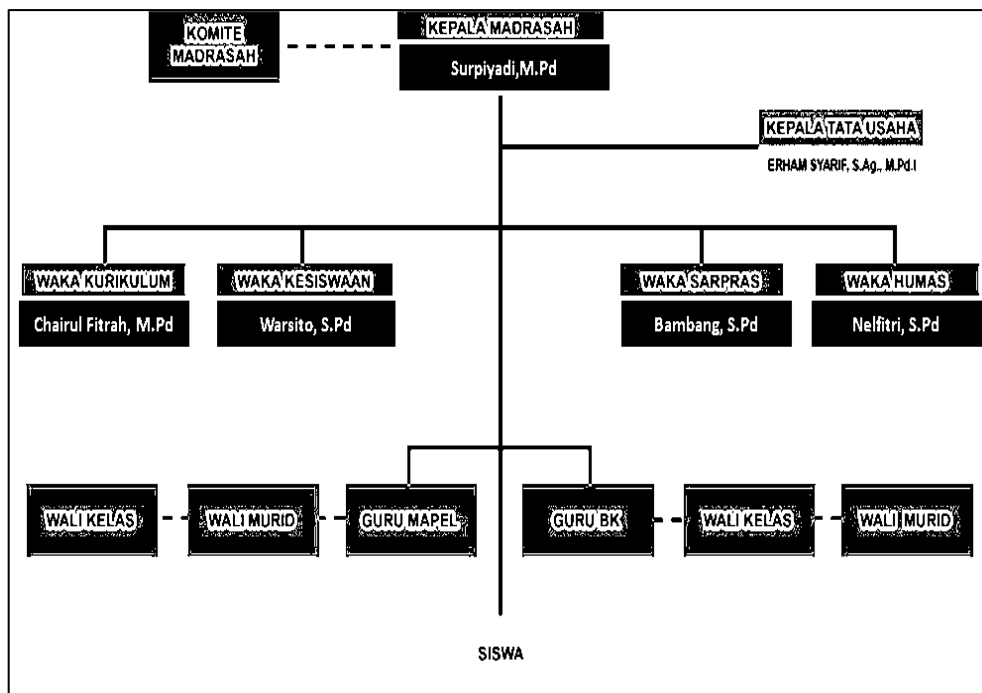 KOMITE
MADRASAH
KEPALA MADRASAH
Surpiyadi,M.Pd
KEPALA TATA USAHA
ERHAM SYARIF, S.Ag., M.Pd.I
WAKA KURIKULUM
WAKA KESISWAAN
WAKA SARPRAS
WAKA HUMAS
Chairul Fitrah, M.Pd
Warsito, S.Pd
Bambang, S.Pd
Nelfitri, S.Pd
WALI KELAS
WALI MURID
GURU MAPEL
GURU BK
WALI KELAS
WALI MURID
SISWA